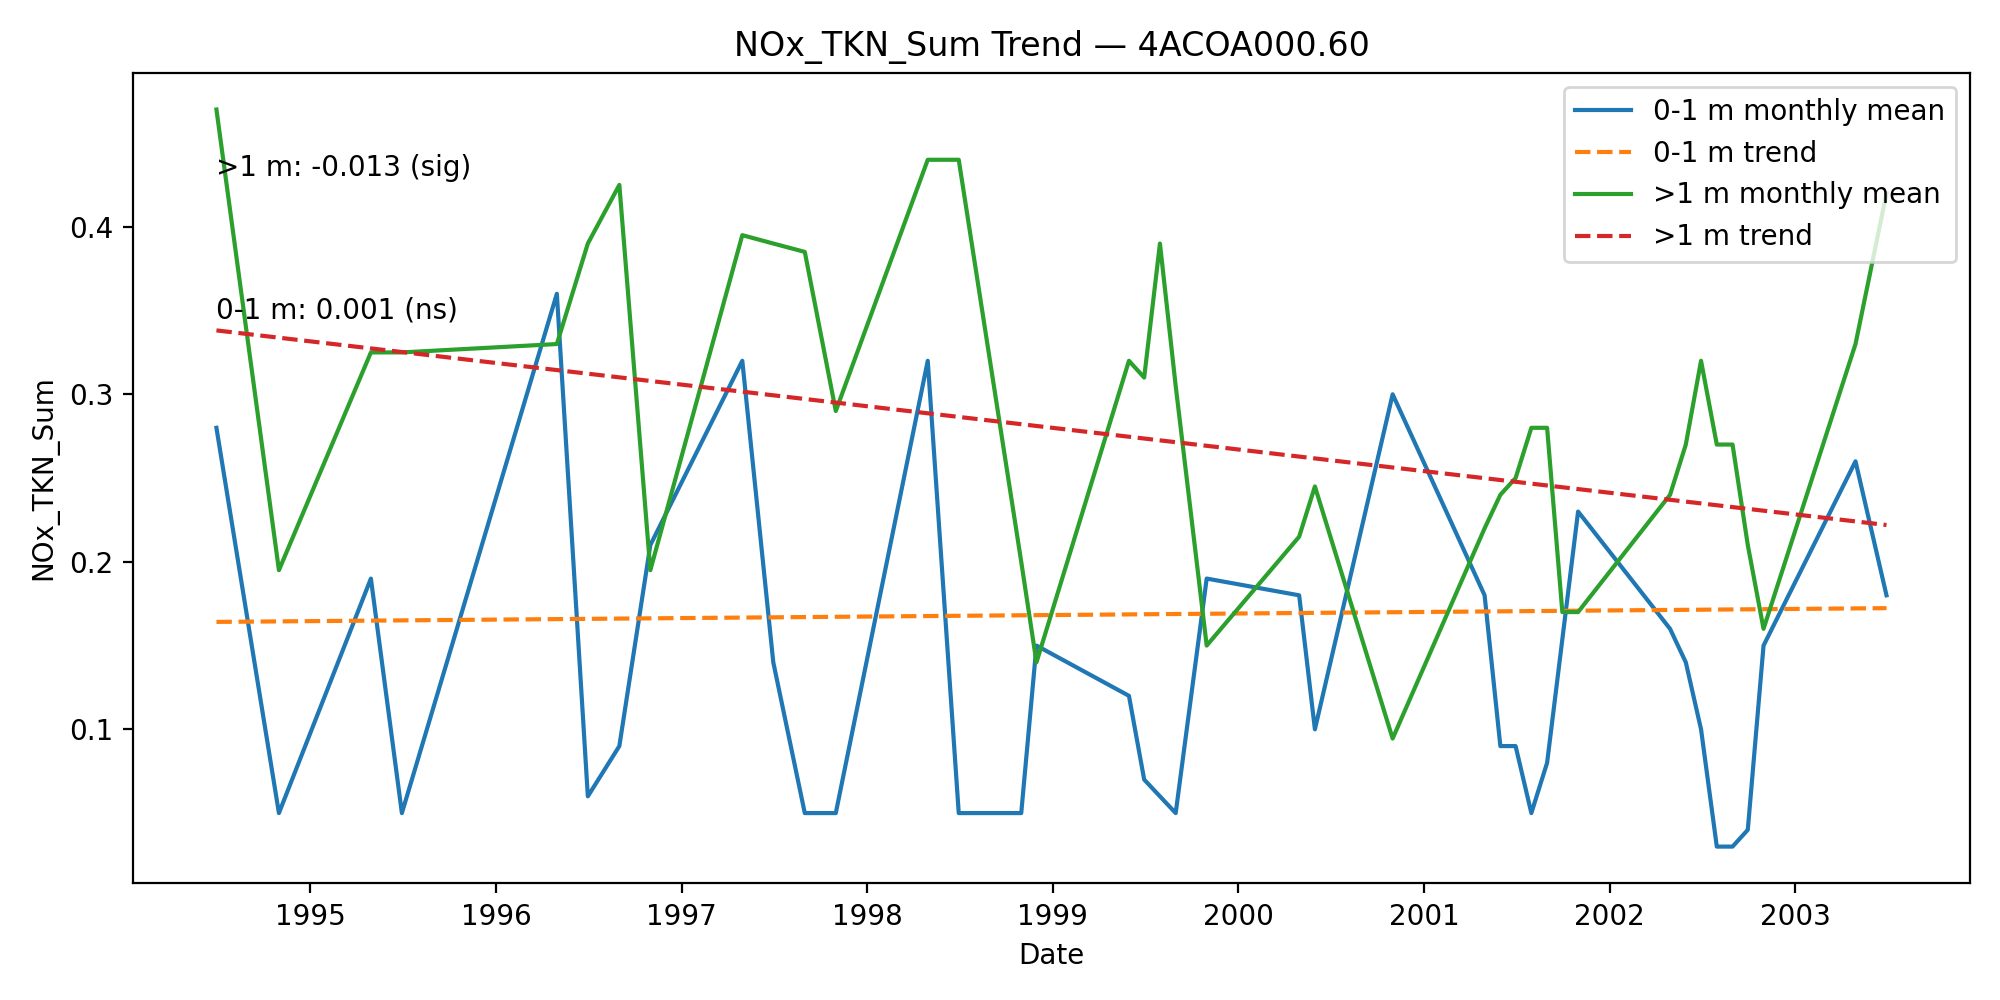 NOx_TKN_Sum Trend — 4ACOA000.60
0-1 m monthly mean
0-1 m trend
>1 m monthly mean
>1 m trend
>1 m: -0.013 (sig)
0-1 m: 0.001 (ns)
NOx_TKN_Sum
0.4
0.3
0.2
0.1
1995 1996 1997 1998 1999 2000 2001 2002 2003
Date